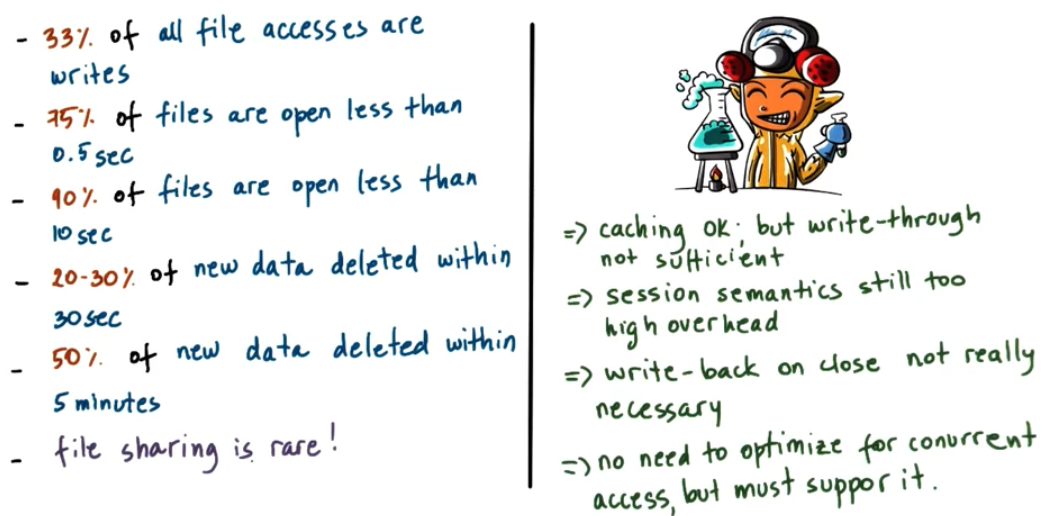 - 33% of all file accesses are
writes
- 75% of files are open less than
0.5 sec
- 90% of files are open less than
10 sec
- 20-30% of new data deleted within
30 sec
- 50% of new data deleted within
5 minutes
- file sharing is rare!
=> caching OK; but write-through
not sufficient
=> session semantics still too
high overhead
=> write-back on close not really
necessary
=> no need to optimize for conurrent
access, but must suppor it.